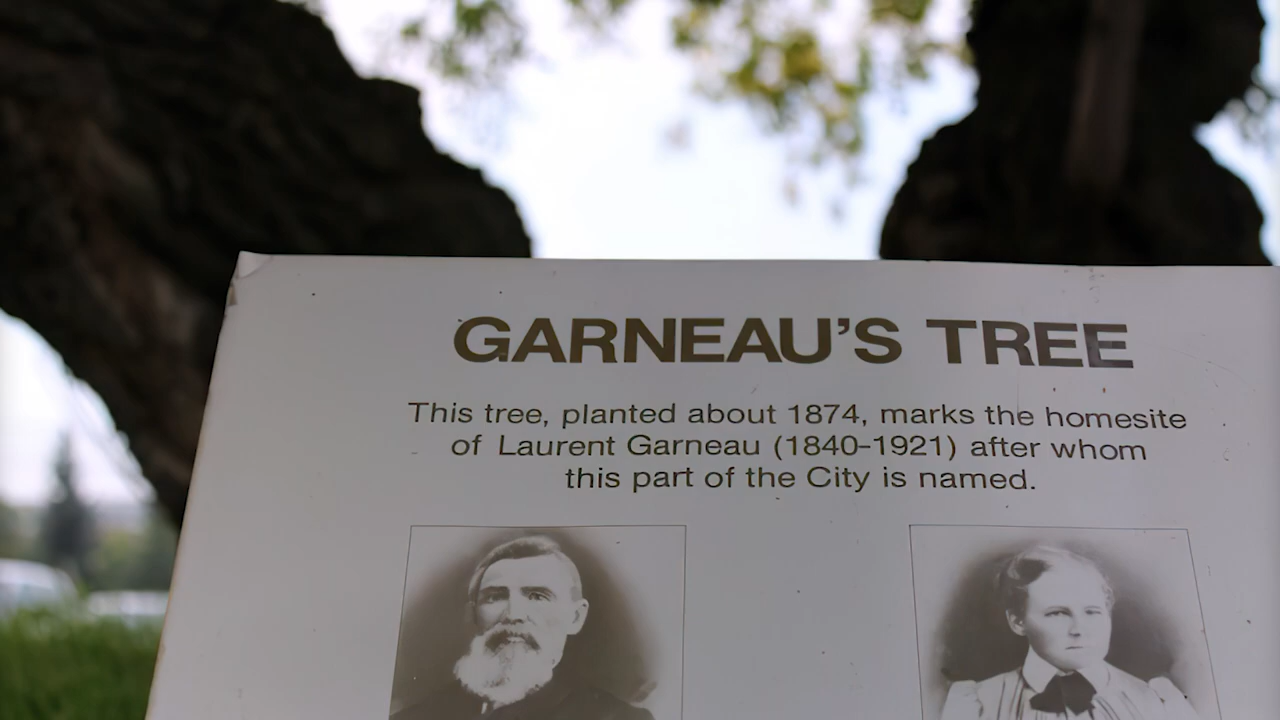 GARNEAU'S TREE
This tree, planted about 1874, marks the homesite
of Laurent Garneau (1840-1921) after whom
this part of the City is named.